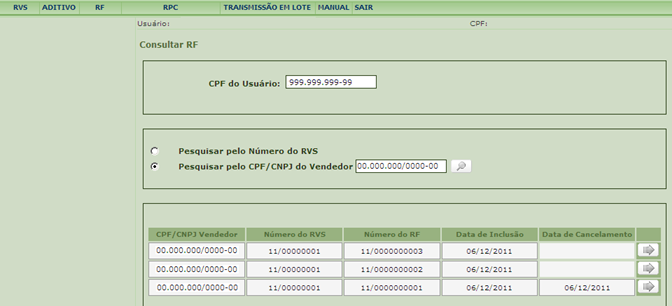 RVS ADITIVO RF RPC TRANSMISSÃO EM LOTE MANUAL SAIR
Usuário: CPF:
Consultar RF
CPF do Usuário: 999.999.999-99
Pesquisar pelo Número do RVS
Pesquisar pelo CPF/CNPJ do Vendedor 00.000.000/0000-00
CPF/CNPJ Vendedor Número do RVS Número do RF Data de Inclusão Data de Cancelamento
00.000.000/0000-00 11/00000001 11/0000000003 06/12/2011
00.000.000/0000-00 11/00000001 11/0000000002 06/12/2011
00.000.000/0000-00 11/00000001 11/0000000001 06/12/2011 06/12/2011